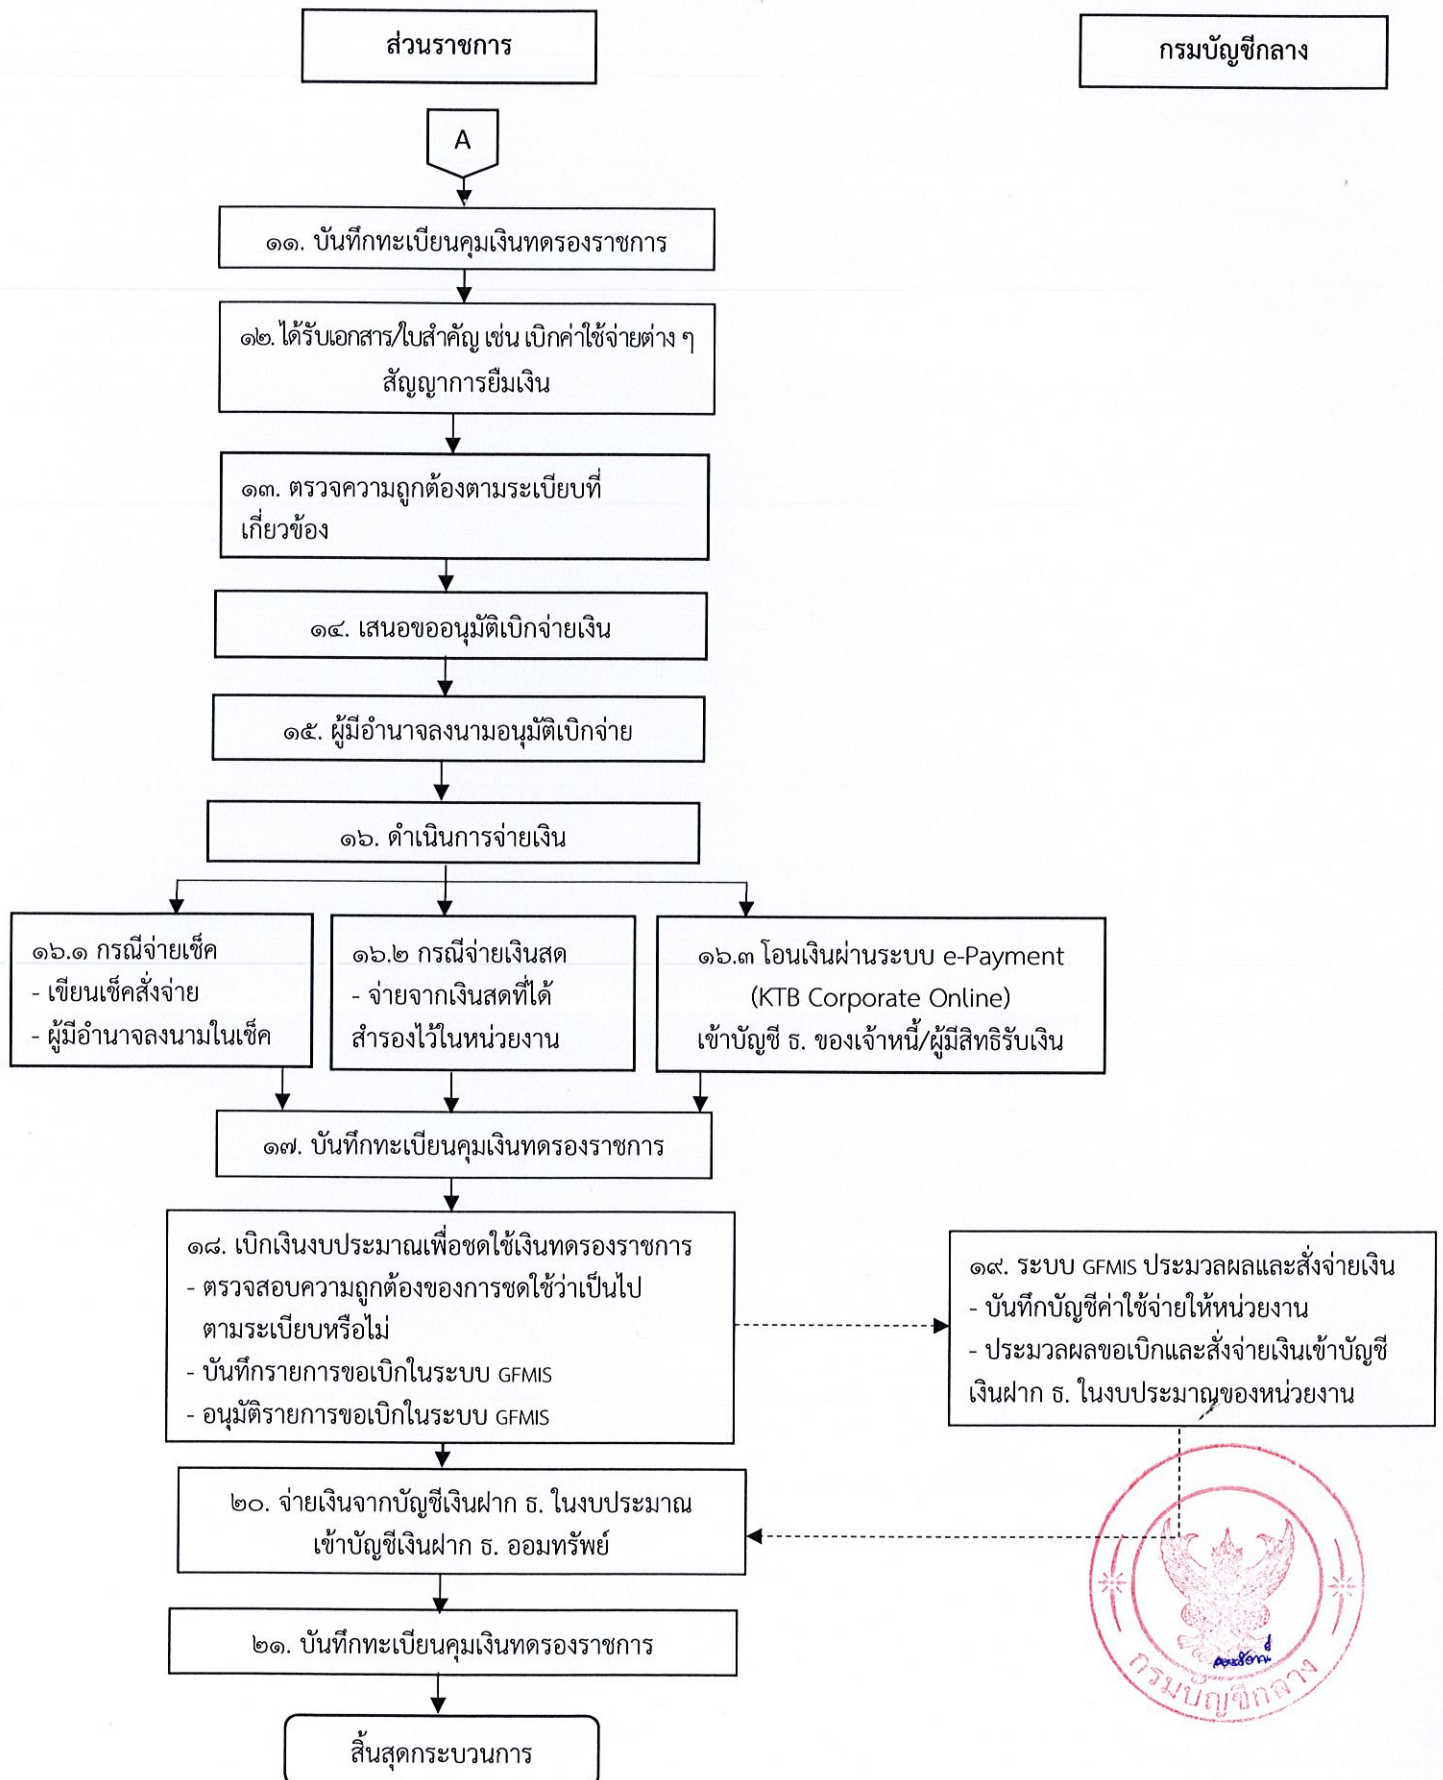 ส่วนราชการ
กรมบัญชีกลาง
A
๑๑. บันทึกทะเบียนคุมเงินทดรองราชการ
๑๒. ได้รับเอกสาร/ใบสำคัญ เช่น เบิกค่าใช้จ่ายต่าง ๆ
สัญญาการยืมเงิน
๑๓. ตรวจความถูกต้องตามระเบียบที่
เกี่ยวข้อง
๑๔. เสนอขออนุมัติเบิกจ่ายเงิน
๑๕. ผู้มีอำนาจลงนามอนุมัติเบิกจ่าย
๑๖. ดำเนินการจ่ายเงิน
๑๖.๑ กรณีจ่ายเช็ค
- เขียนเช็คสั่งจ่าย
- ผู้มีอำนาจลงนามในเช็ค
๑๖.๒ กรณีจ่ายเงินสด
- จ่ายจากเงินสดที่ได้
สำรองไว้ในหน่วยงาน
๑๖.๓ โอนเงินผ่านระบบ e-Payment
(KTB Corporate Online)
เข้าบัญชี ธ. ของเจ้าหนี้/ผู้มีสิทธิรับเงิน
๑๗. บันทึกทะเบียนคุมเงินทดรองราชการ
๑๘. เบิกเงินงบประมาณเพื่อชดใช้เงินทดรองราชการ
- ตรวจสอบความถูกต้องของการชดใช้ว่าเป็นไป
ตามระเบียบหรือไม่
- บันทึกรายการขอเบิกในระบบ GFMIS
- อนุมัติรายการขอเบิกในระบบ GFMIS
๑๙. ระบบ GFMIS ประมวลผลและสั่งจ่ายเงิน
- บันทึกบัญชีค่าใช้จ่ายให้หน่วยงาน
- ประมวลผลขอเบิกและสั่งจ่ายเงินเข้าบัญชี
เงินฝาก ธ. ในงบประมาณของหน่วยงาน
๒๐. จ่ายเงินจากบัญชีเงินฝาก ธ. ในงบประมาณ
เข้าบัญชีเงินฝาก ธ. ออมทรัพย์
๒๑. บันทึกทะเบียนคุมเงินทดรองราชการ
สิ้นสุดกระบวนการ
กรมบัญชีกลาง